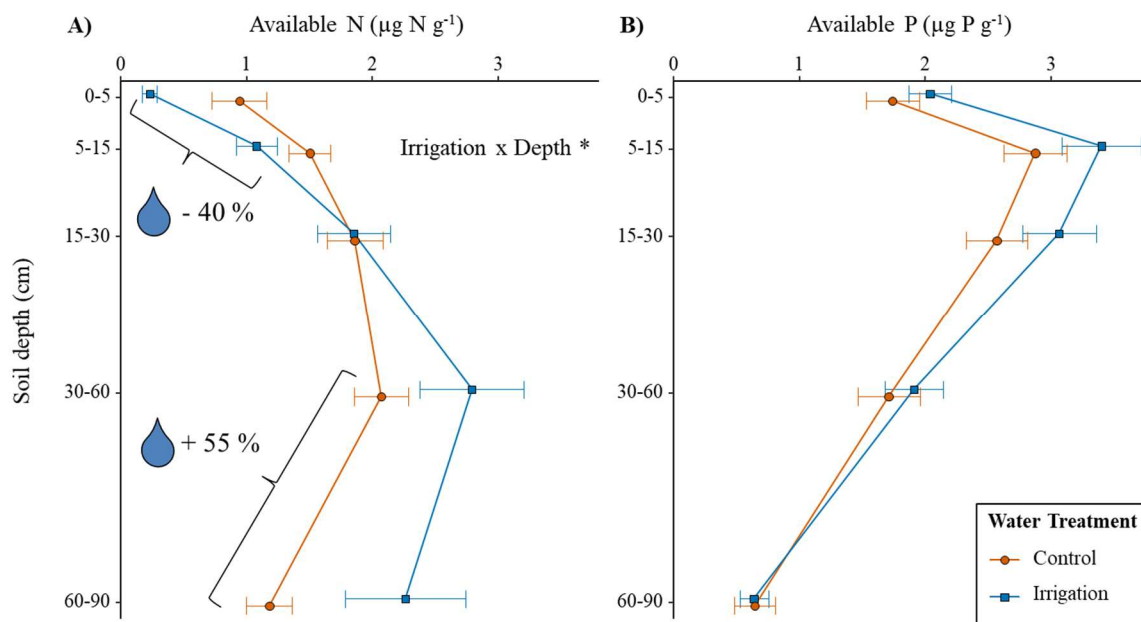 A) Available N (µg N g-1)
0 1 2 3
0-5
5-15
15-30
30-60
60-90
Soil depth (cm)
Irrigation x Depth *
- 40 %
+ 55 %
B) Available P (µg P g-1)
0 1 2 3
0-5
5-15
15-30
30-60
60-90
Water Treatment
Control
Irrigation